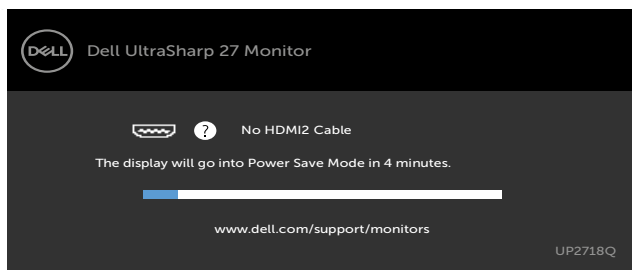 DELL
Dell UltraSharp 27 Monitor
? No HDMI2 Cable
The display will go into Power Save Mode in 4 minutes.
www.dell.com/support/monitors
UP2718Q